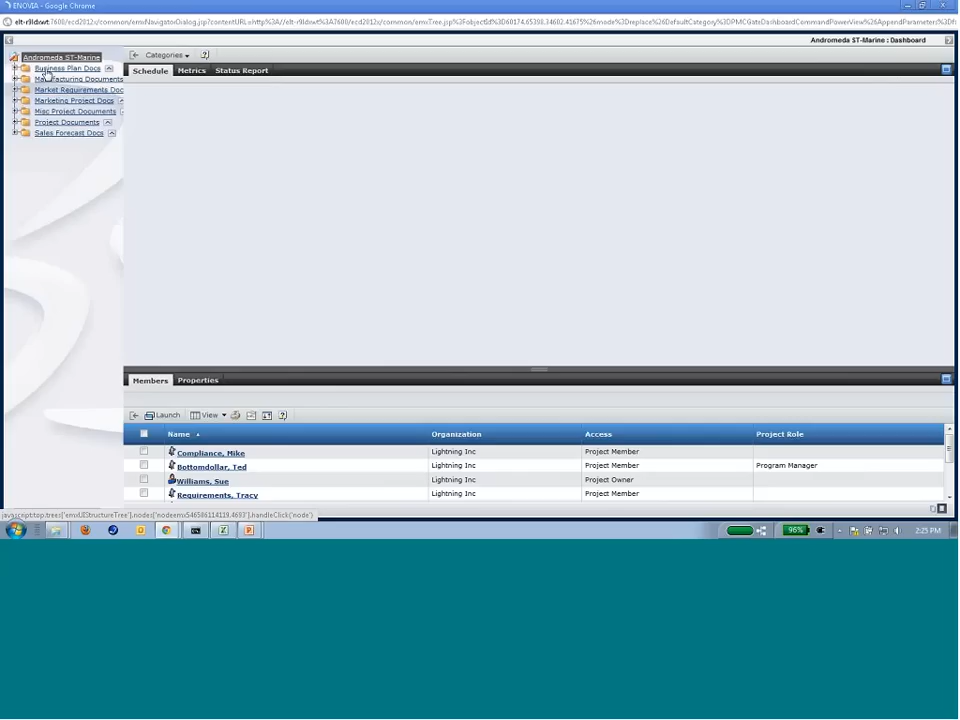 ENOVIA - Google Chrome
Andromeda ST-Marine : Dashboard
Andromeda ST-Marine
Business Plan Docs
Manufacturing Documents
Market Requirements Doc
Marketing Project Docs
Misc Project Documents
Project Documents
Sales Forecast Docs
Categories
Schedule Metrics Status Report
Members Properties
Launch View
Name Organization Access Project Role
Compliance, Mike Lightning Inc Project Member
Bottomdollar, Ted Lightning Inc Project Member Program Manager
Williams, Sue Lightning Inc Project Owner
Requirements, Tracy Lightning Inc Project Member
96% 2:25 PM